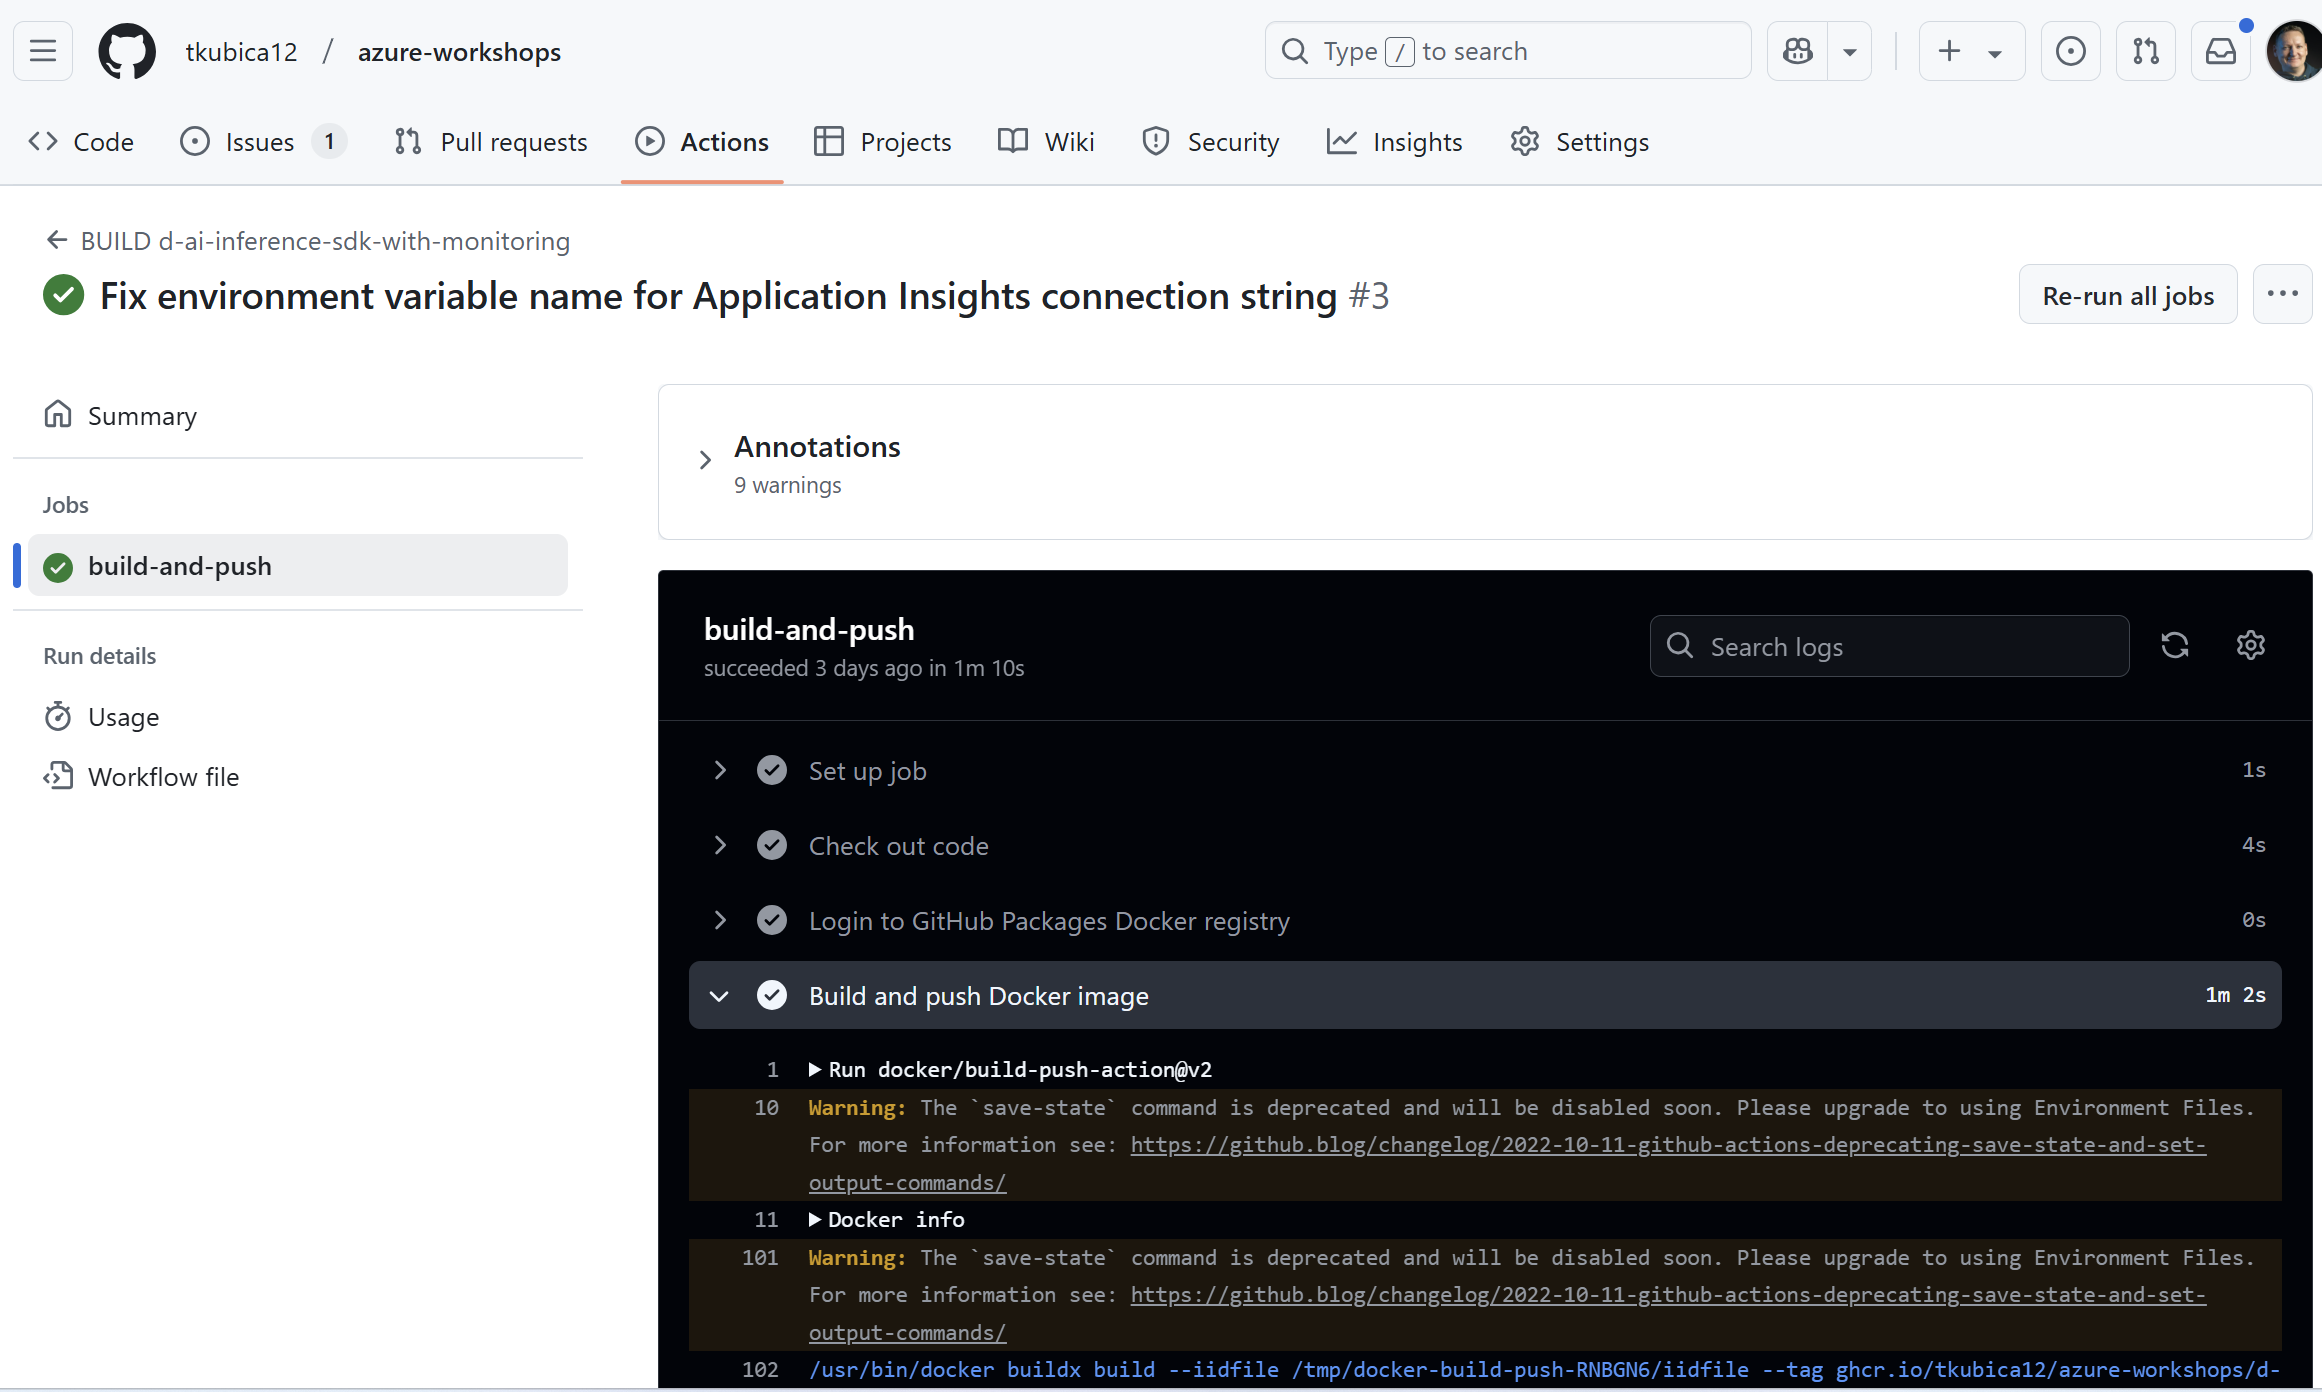 tkubica12 / azure-workshops
Type / to search
Code
Issues 1
Pull requests
Actions
Projects
Wiki
Security
Insights
Settings
BUILD d-ai-inference-sdk-with-monitoring
Fix environment variable name for Application Insights connection string #3
Re-run all jobs
Summary
Jobs
build-and-push
Run details
Usage
Workflow file
Annotations
9 warnings
build-and-push
succeeded 3 days ago in 1m 10s
Search logs
Set up job 1s
Check out code 4s
Login to GitHub Packages Docker registry 0s
Build and push Docker image 1m 2s
1 Run docker/build-push-action@v2
10 Warning: The `save-state` command is deprecated and will be disabled soon. Please upgrade to using Environment Files.
For more information see: https://github.blog/changelog/2022-10-11-github-actions-deprecating-save-state-and-set-
output-commands/
11 Docker info
101 Warning: The `save-state` command is deprecated and will be disabled soon. Please upgrade to using Environment Files.
For more information see: https://github.blog/changelog/2022-10-11-github-actions-deprecating-save-state-and-set-
output-commands/
102 /usr/bin/docker buildx build --iidfile /tmp/docker-build-push-RNBGN6/iidfile --tag ghcr.io/tkubica12/azure-workshops/d-